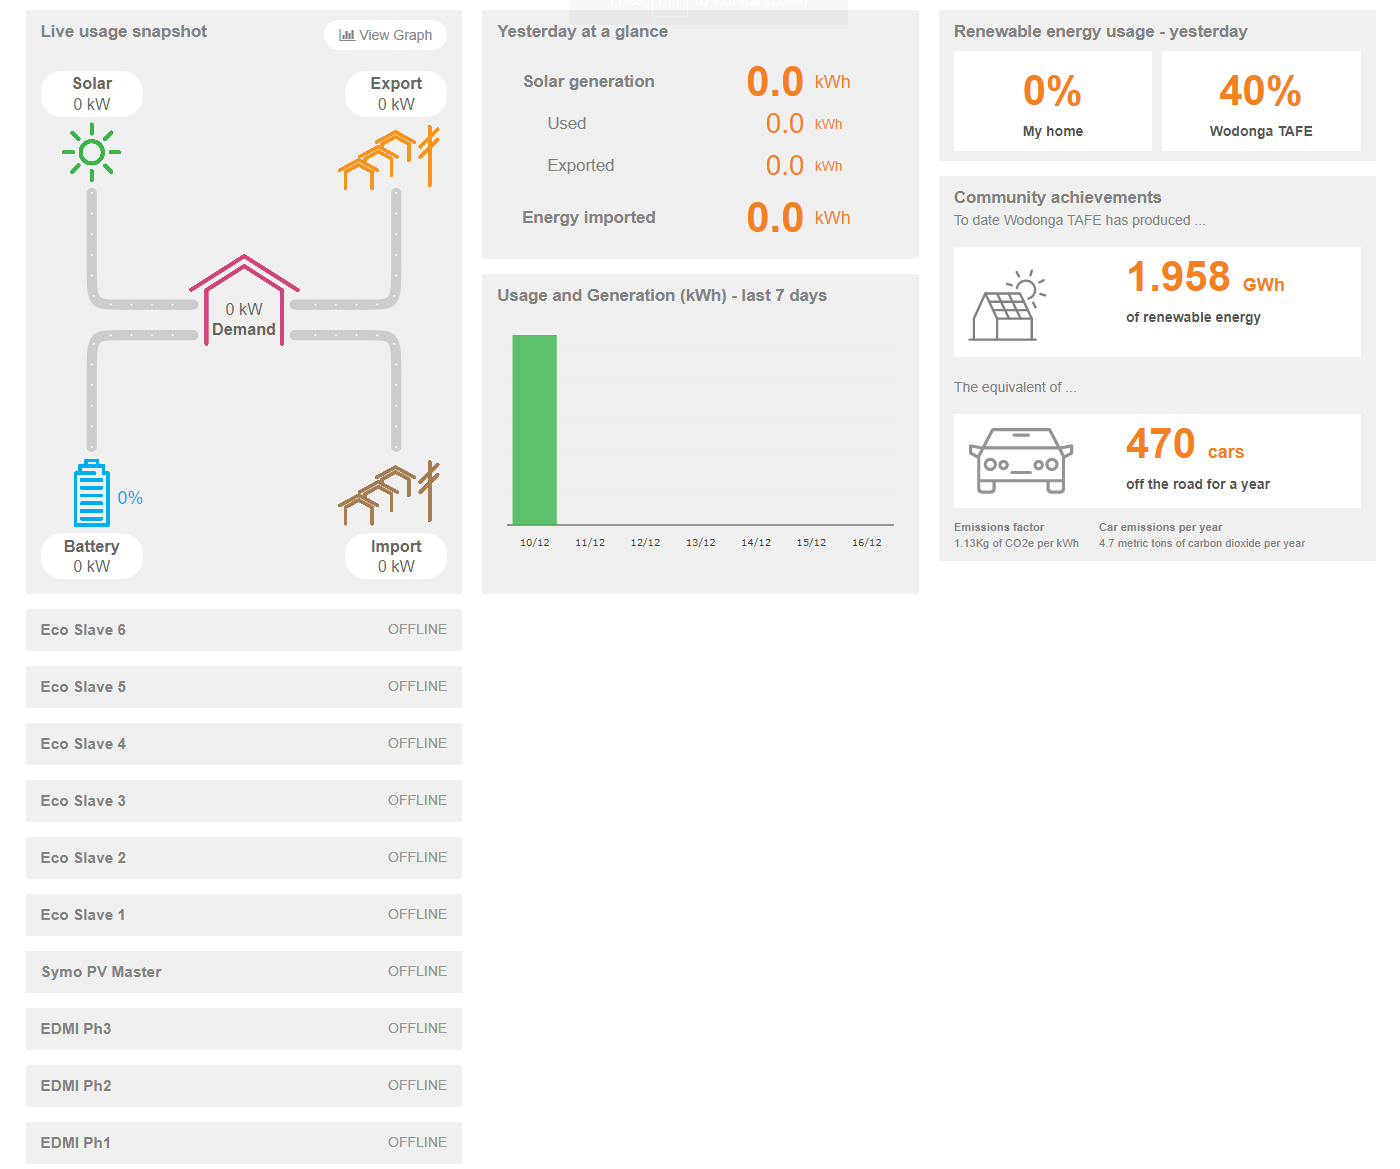 Press
to exit full speed
Live usage snapshot
View Graph
Solar
0 kW
Export
0 kW
0 kW
Demand
0%
Battery
0 kW
Import
0 kW
Eco Slave 6 OFFLINE
Eco Slave 5 OFFLINE
Eco Slave 4 OFFLINE
Eco Slave 3 OFFLINE
Eco Slave 2 OFFLINE
Eco Slave 1 OFFLINE
Symo PV Master OFFLINE
EDMI Ph3 OFFLINE
EDMI Ph2 OFFLINE
EDMI Ph1 OFFLINE
Yesterday at a glance
Solar generation 0.0 kWh
Used 0.0 kWh
Exported 0.0 kWh
Energy imported 0.0 kWh
Usage and Generation (kWh) - last 7 days
10/12 11/12 12/12 13/12 14/12 15/12 16/12
Renewable energy usage - yesterday
0%
My home
40%
Wodonga TAFE
Community achievements
To date Wodonga TAFE has produced ...
1.958 GWh
of renewable energy
The equivalent of ...
470 cars
off the road for a year
Emissions factor
1.13Kg of CO2e per kWh
Car emissions per year
4.7 metric tons of carbon dioxide per year